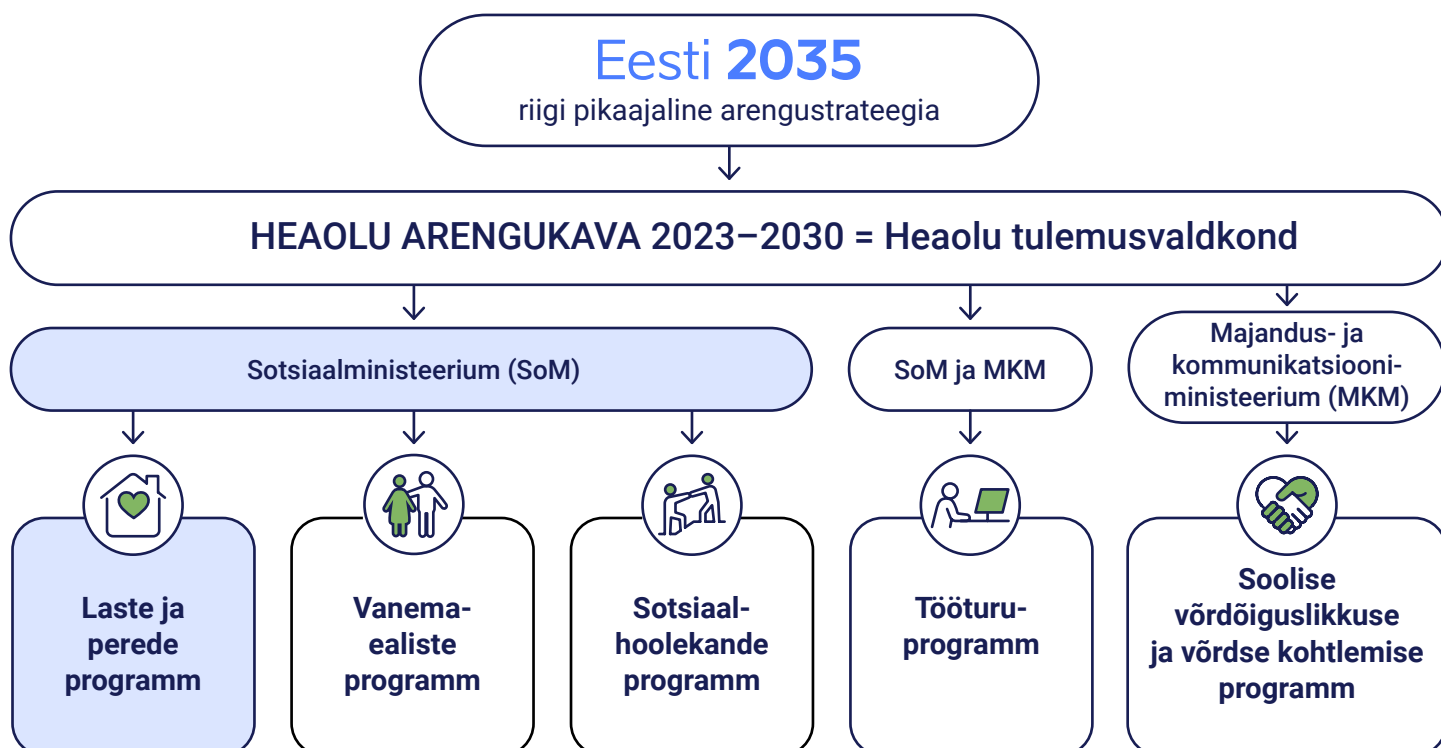 Eesti 2035
riigi pikaajaline arengustrateegia
HEAOLU ARENGUKAVA 2023–2030 = Heaolu tulemusvaldkond
Sotsiaalministeerium (SoM)
SoM ja MKM
Majandus- ja
kommunikatsiooni-
ministeerium (MKM)
Laste ja
perede
programm
Vanema-
ealiste
programm
Sotsiaal-
hoolekande
programm
Tööturu-
programm
Soolise
võrdõiguslikkuse
ja võrdse kohtlemise
programm